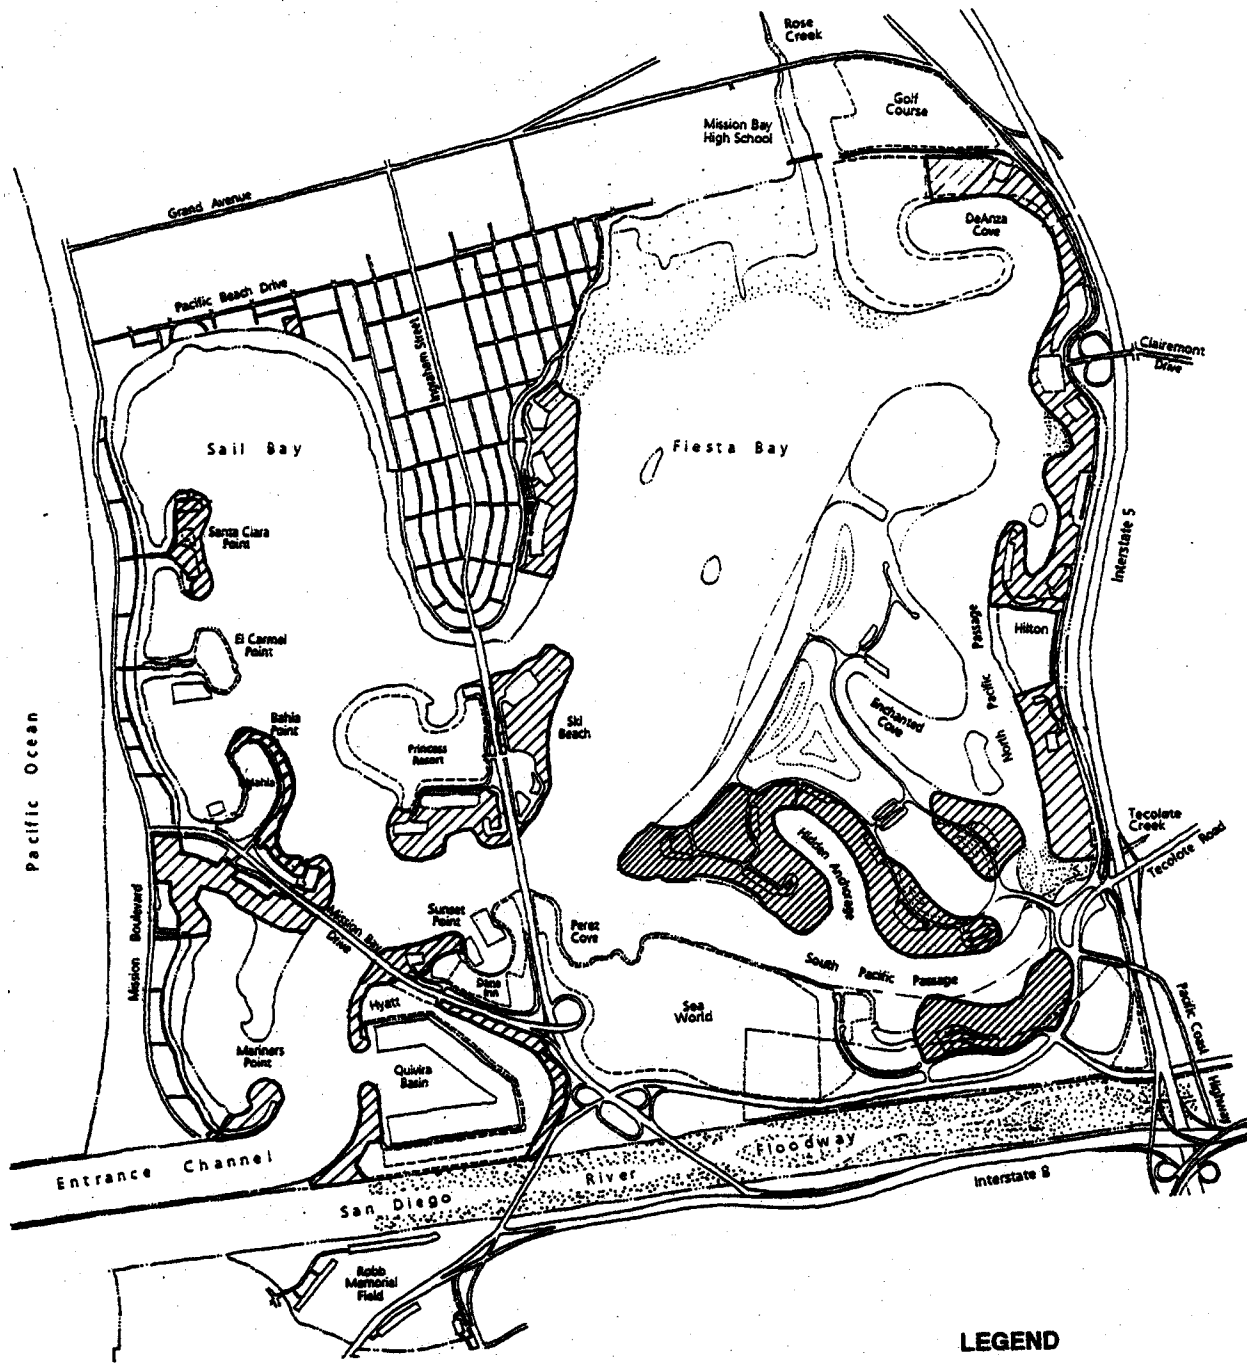 Rose
Creek
Golf
Course
Mission Bay
High School
Grand Avenue
DeAnza
Cove
Pacific Beach Drive
Ingraham Street
Clairemont
Drive
Sail Bay
Fiesta Bay
Santa Clara
Point
Interstate 5
El Carmel
Point
Hilton
North Pacific Passage
Pacific Ocean
Bahia
Point
Bahia
Princess
Resort
Ski
Beach
Enchanted
Cove
Tecolote
Creek
Tecolote Road
Hidden Anchorage
Mission Boulevard
Mission Bay
Drive
Sunset
Point
Perez
Cove
South Pacific Passage
Dana
Inn
Hyatt
Sea
World
Pacific Coast Highway
Mariners
Point
Quivira
Basin
Entrance Channel
San Diego River Floodway
Interstate 8
Robb
Memorial
Field
LEGEND